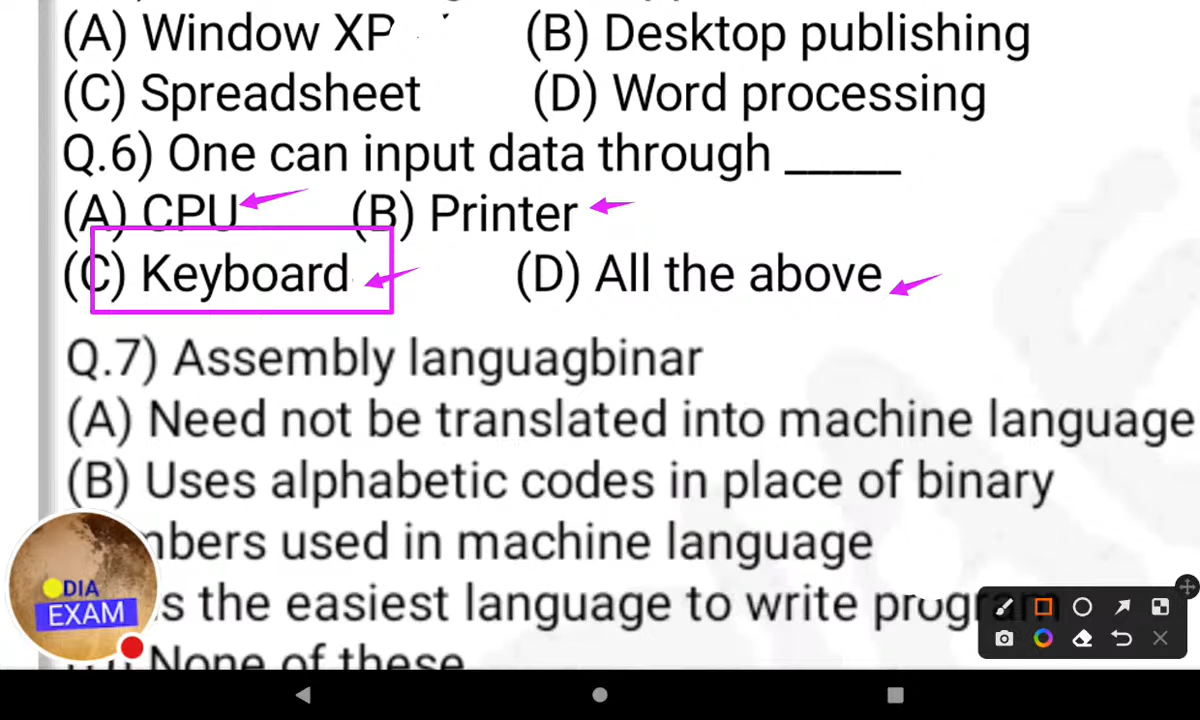 (A) Window XP (B) Desktop publishing
(C) Spreadsheet (D) Word processing
Q.6) One can input data through _____
(A) CPU (B) Printer
(C) Keyboard (D) All the above
Q.7) Assembly languagbinar
(A) Need not be translated into machine language
(B) Uses alphabetic codes in place of binary
used in machine language
the easiest language to write program
None of these
DIA
EXAM